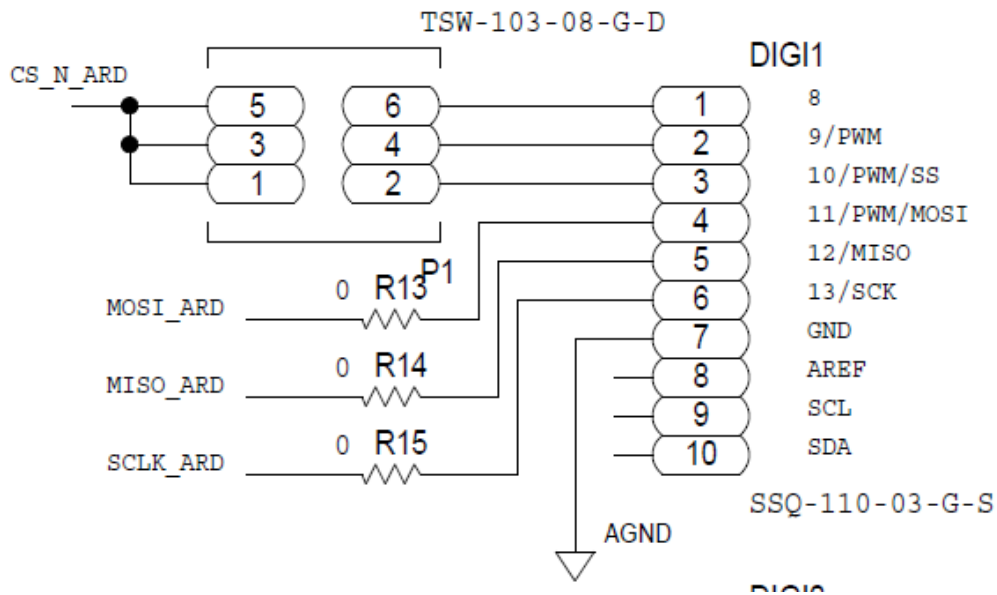 TSW-103-08-G-D
DIGI1
CS_N_ARD
5 6 1 8
3 4 2 9/PWM
1 2 3 10/PWM/SS
4 11/PWM/MOSI
P1 5 12/MISO
MOSI_ARD 0 R13 6 13/SCK
7 GND
MISO_ARD 0 R14 8 AREF
9 SCL
SCLK_ARD 0 R15 10 SDA
SSQ-110-03-G-S
AGND